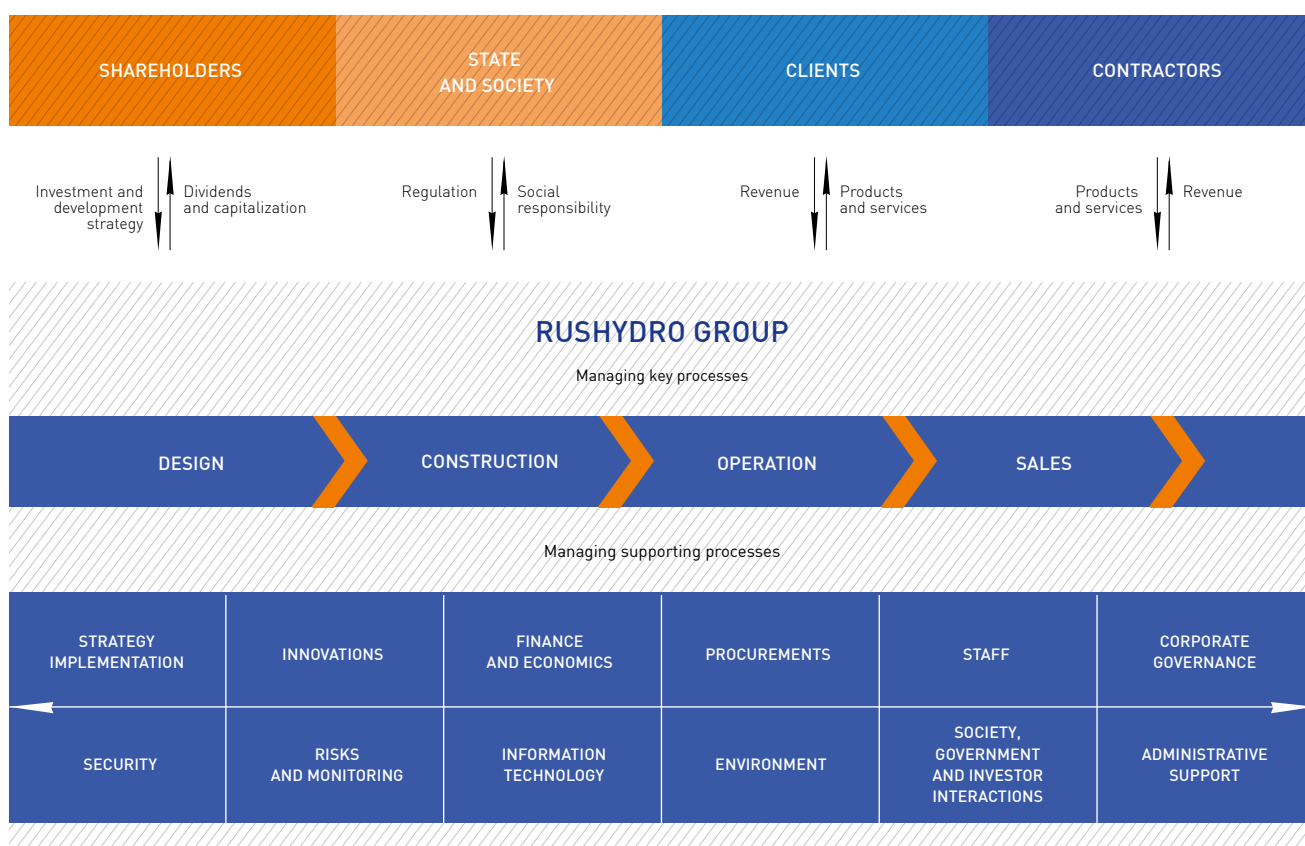 SHAREHOLDERS
STATE
AND SOCIETY
CLIENTS
CONTRACTORS
Investment and
development
strategy
Dividends
and capitalization
Regulation
Social
responsibility
Revenue
Products
and services
Products
and services
Revenue
RUSHYDRO GROUP
Managing key processes
DESIGN
CONSTRUCTION
OPERATION
SALES
Managing supporting processes
STRATEGY
IMPLEMENTATION
INNOVATIONS
FINANCE
AND ECONOMICS
PROCUREMENTS
STAFF
CORPORATE
GOVERNANCE
SECURITY
RISKS
AND MONITORING
INFORMATION
TECHNOLOGY
ENVIRONMENT
SOCIETY,
GOVERNMENT
AND INVESTOR
INTERACTIONS
ADMINISTRATIVE
SUPPORT